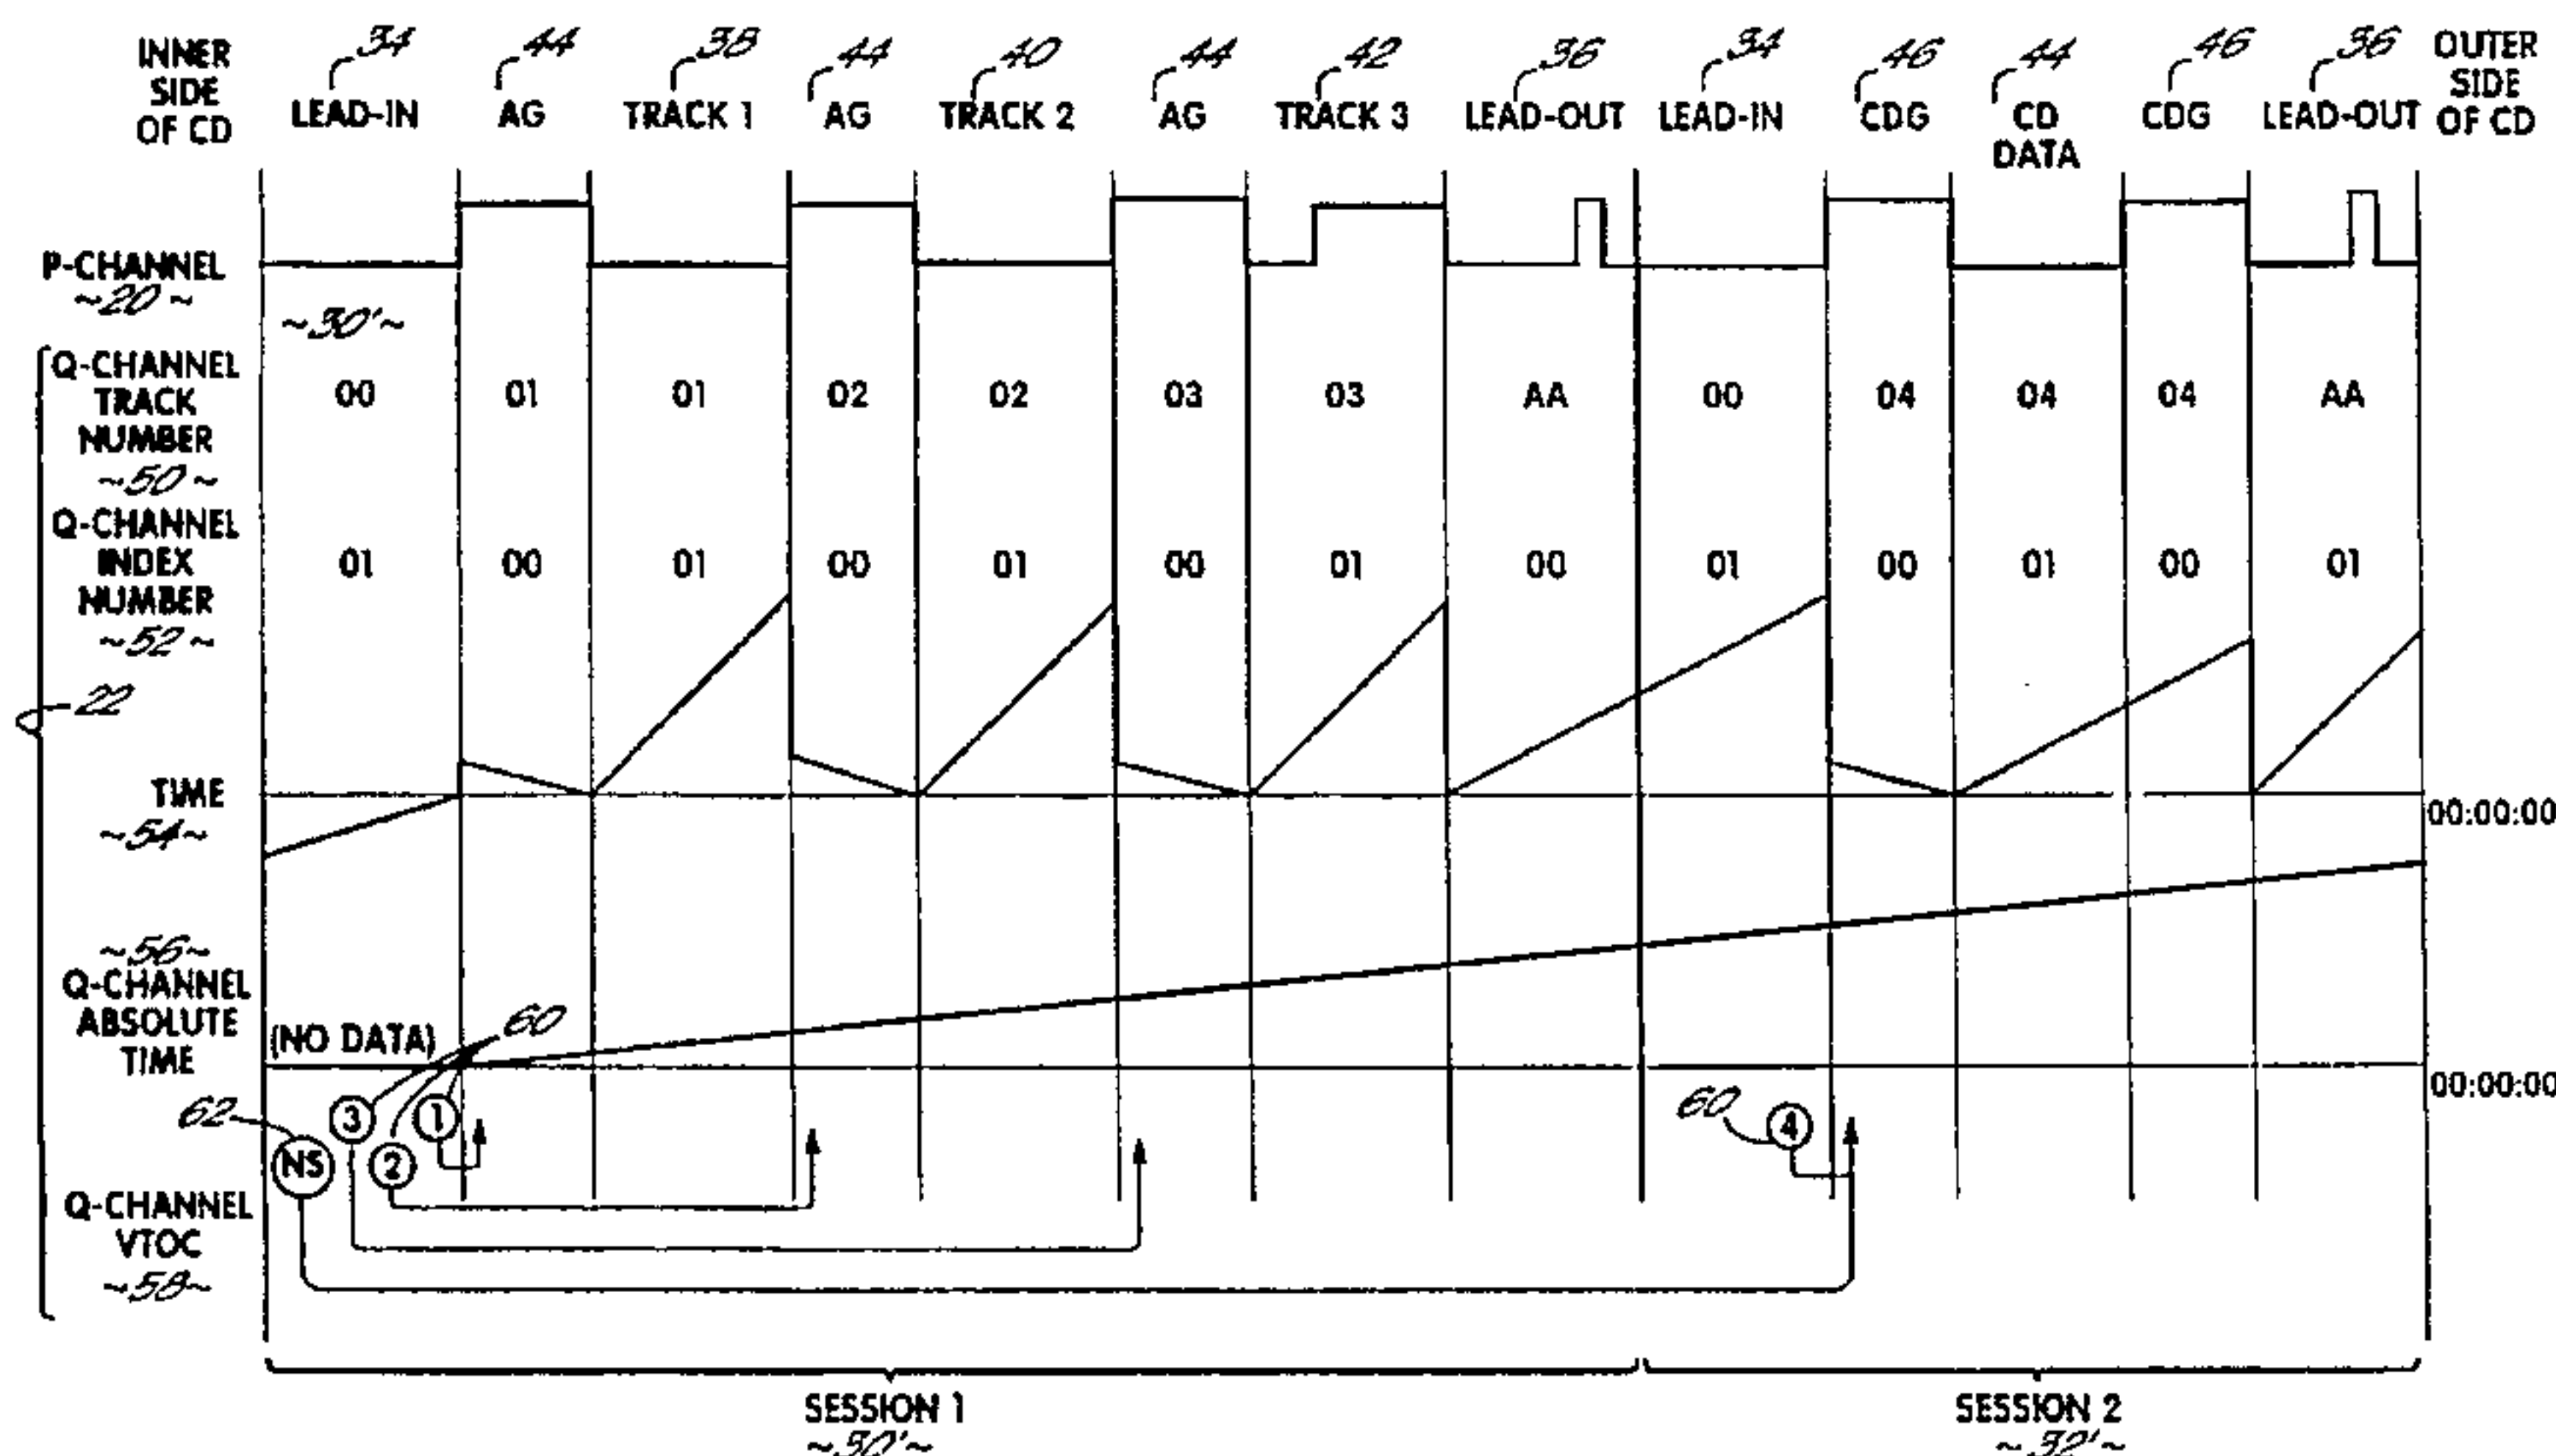 INNER SIDE OF CD
34
44
38
44
40
44
42
36
34
46
44
46
36
OUTER SIDE OF CD
LEAD-IN
AG
TRACK 1
AG
TRACK 2
AG
TRACK 3
LEAD-OUT
LEAD-IN
CDG
CD DATA
CDG
LEAD-OUT
P-CHANNEL
~20~
~30'~
Q-CHANNEL TRACK NUMBER
~50~
00
01
01
02
02
03
03
AA
00
04
04
04
AA
Q-CHANNEL INDEX NUMBER
~52~
01
00
01
00
01
00
01
00
01
00
01
00
01
22
TIME
~54~
00:00:00
~56~
Q-CHANNEL ABSOLUTE TIME
(NO DATA)
60
00:00:00
62
NS
3
2
1
60
4
Q-CHANNEL VTOC
~58~
SESSION 1
~30'~
SESSION 2
~32'~